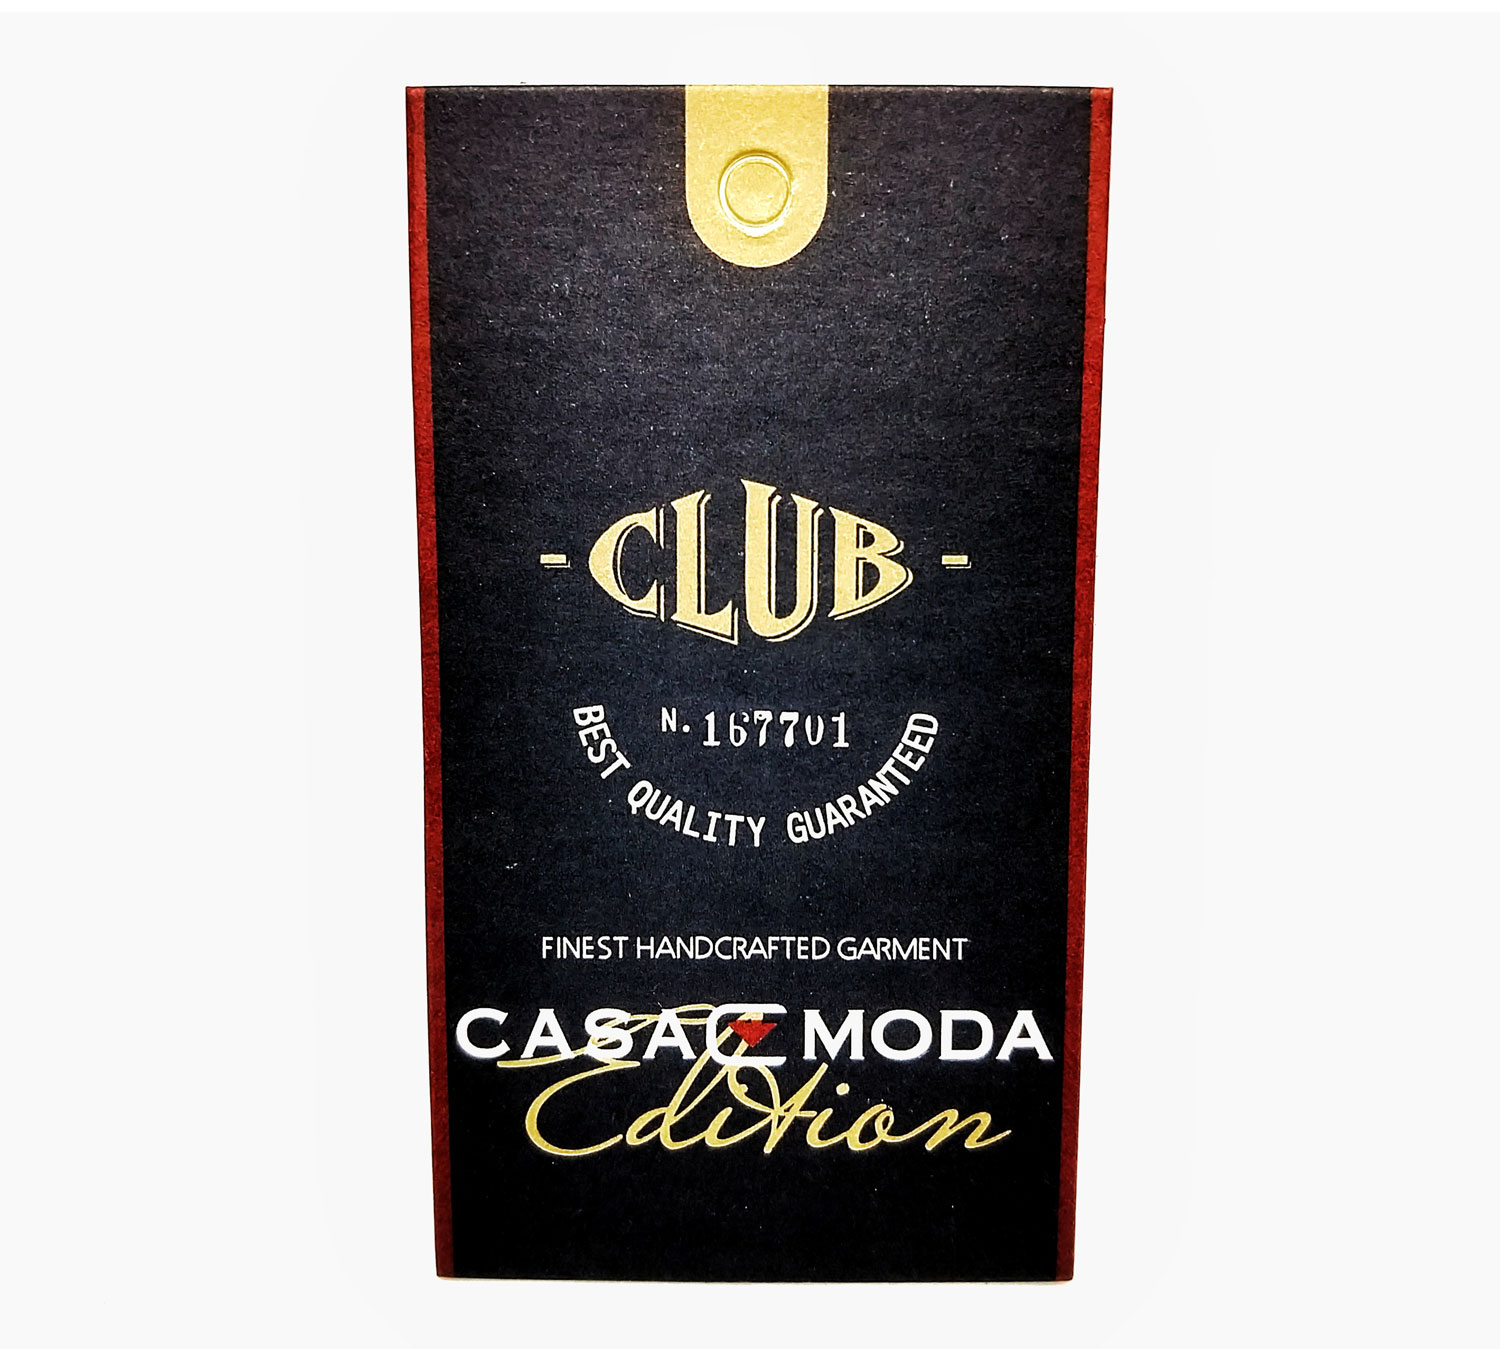 - CLUB -
N. 167701
BEST QUALITY GUARANTEED
FINEST HANDCRAFTED GARMENT
CASA MODA
Edition